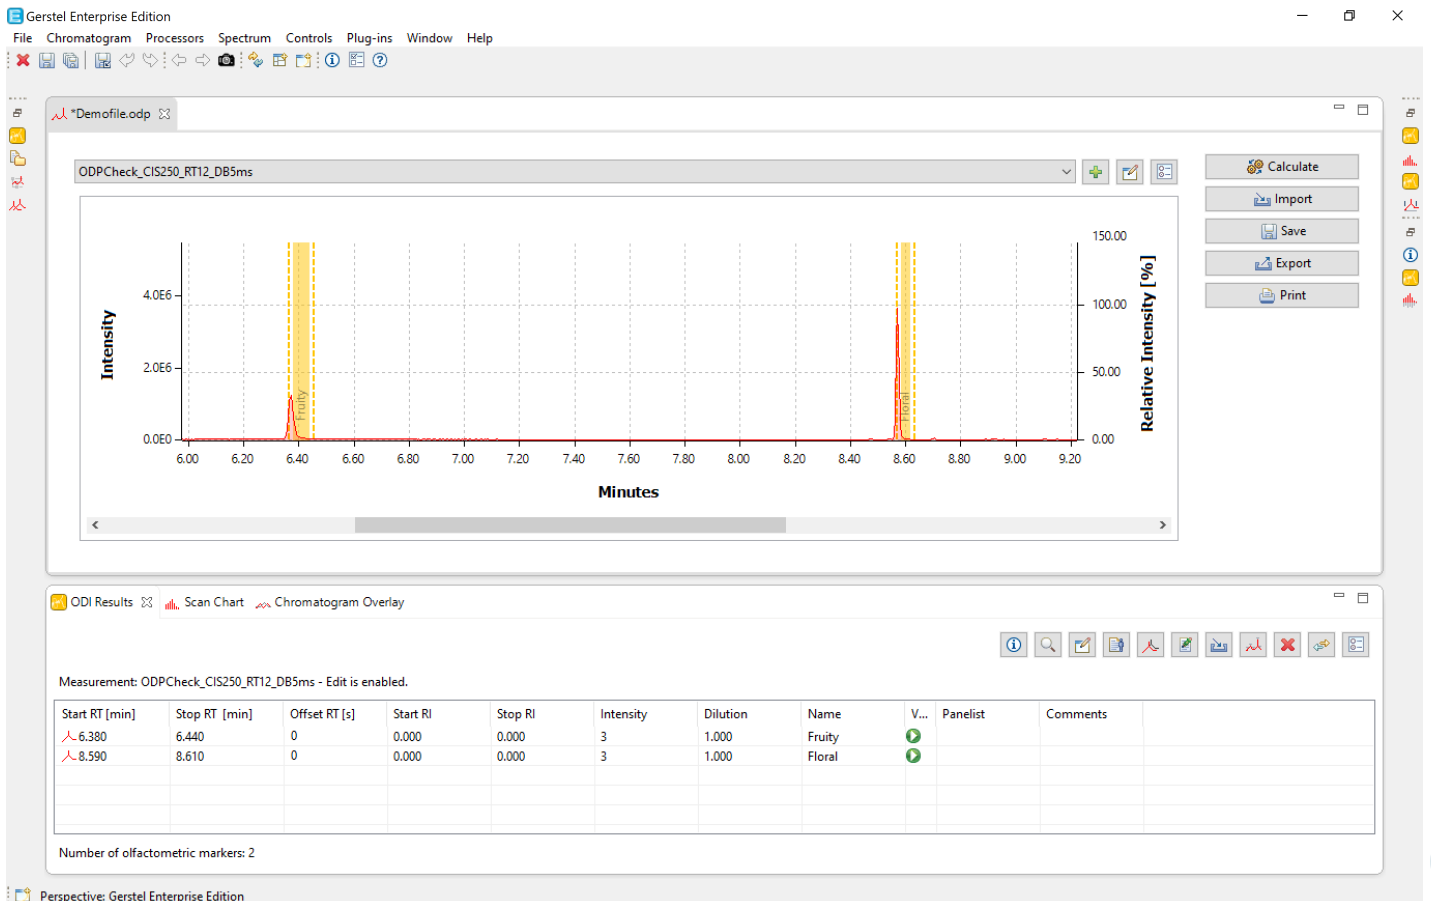 Gerstel Enterprise Edition
File Chromatogram Processors Spectrum Controls Plug-ins Window Help
*Demofile.odp
ODPCheck_CIS250_RT12_DB5ms
Calculate
Import
Save
Export
Print
150.00
100.00
50.00
0.00
Relative Intensity [%]
Intensity
4.0E6
2.0E6
0.0E0
Fruity
Floral
6.00 6.20 6.40 6.60 6.80 7.00 7.20 7.40 7.60 7.80 8.00 8.20 8.40 8.60 8.80 9.00 9.20
Minutes
ODI Results Scan Chart Chromatogram Overlay
Measurement: ODPCheck_CIS250_RT12_DB5ms - Edit is enabled.
Start RT [min] Stop RT [min] Offset RT [s] Start RI Stop RI Intensity Dilution Name V... Panelist Comments
6.380 6.440 0 0.000 0.000 3 1.000 Fruity
8.590 8.610 0 0.000 0.000 3 1.000 Floral
Number of olfactometric markers: 2
Perspective: Gerstel Enterprise Edition